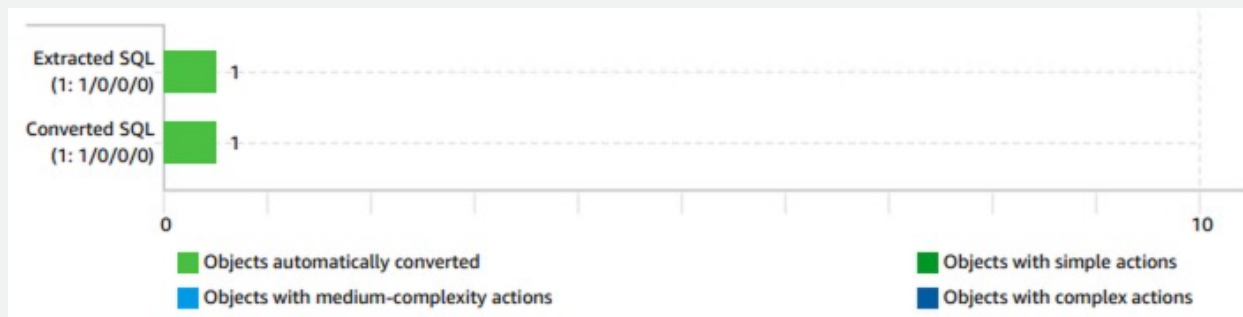 Extracted SQL
(1: 1/0/0/0)
1
Converted SQL
(1: 1/0/0/0)
1
0
10
Objects automatically converted
Objects with simple actions
Objects with medium-complexity actions
Objects with complex actions